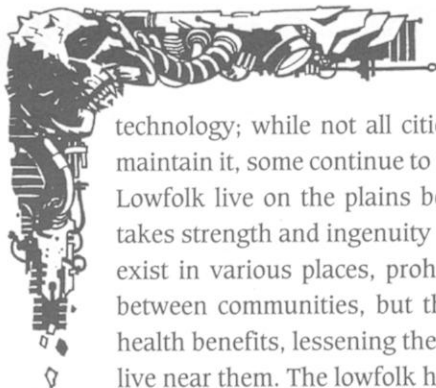 technology; while not all citi
maintain it, some continue to
Lowfolk live on the plains be
takes strength and ingenuity
exist in various places, proh
between communities, but th
health benefits, lessening the
live near them. The lowfolk h